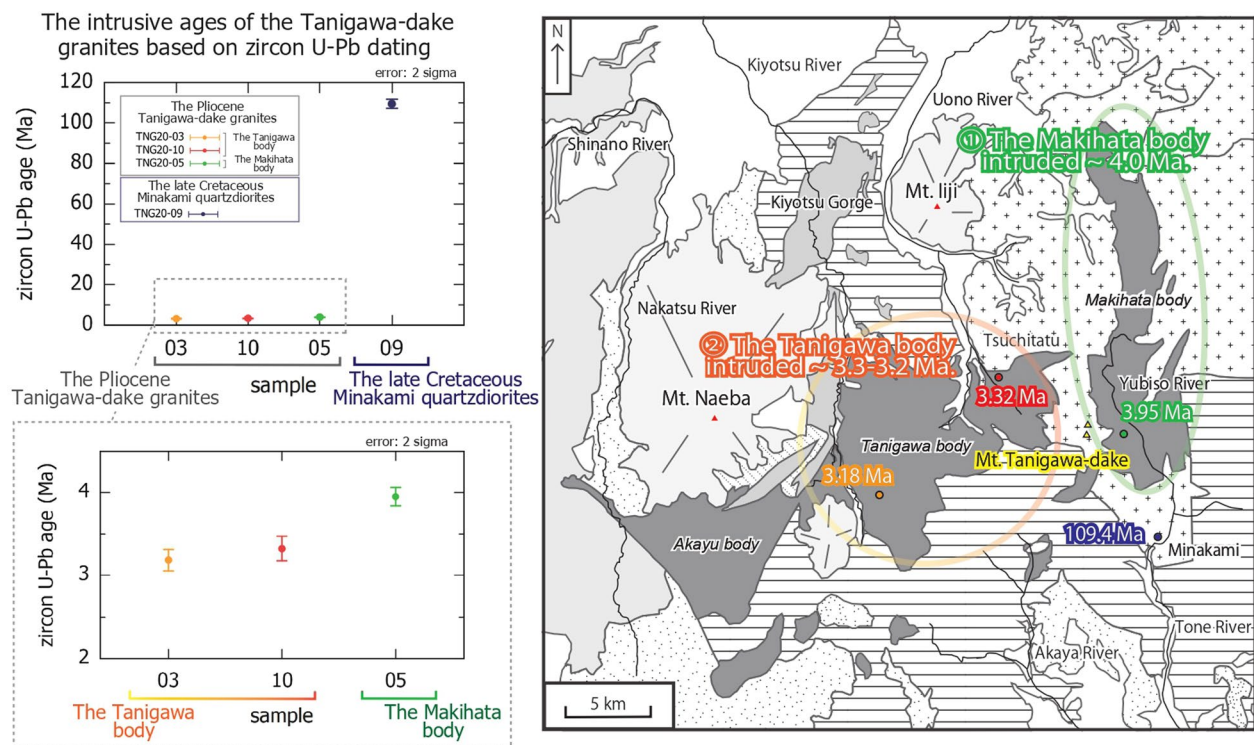 The intrusive ages of the Tanigawa-dake
granites based on zircon U-Pb dating
error: 2 sigma
zircon U-Pb age (Ma)
120
100
80
60
40
20
0
The Pliocene
Tanigawa-dake granites
TNG20-03
TNG20-10
TNG20-05
The Tanigawa
body
The Makihata
body
The late Cretaceous
Minakami quartzdiorites
TNG20-09
03 10 05 09
sample
The Pliocene
Tanigawa-dake granites
The late Cretaceous
Minakami quartzdiorites
error: 2 sigma
zircon U-Pb age (Ma)
4
3
2
03 10 05
The Tanigawa
body
sample
The Makihata
body
N
Kiyotsu River
Uono River
Shinano River
① The Makihata body
intruded ~ 4.0 Ma.
Mt. Iiji
Kiyotsu Gorge
Makihata body
Nakatsu River
② The Tanigawa body
intruded ~ 3.3-3.2 Ma.
Tsuchitatů
Yubiso River
Mt. Naeba
3.32 Ma
3.95 Ma
Tanigawa body
Mt. Tanigawa-dake
3.18 Ma
Akayu body
109.4 Ma
Minakami
Tone River
Akaya River
5 km